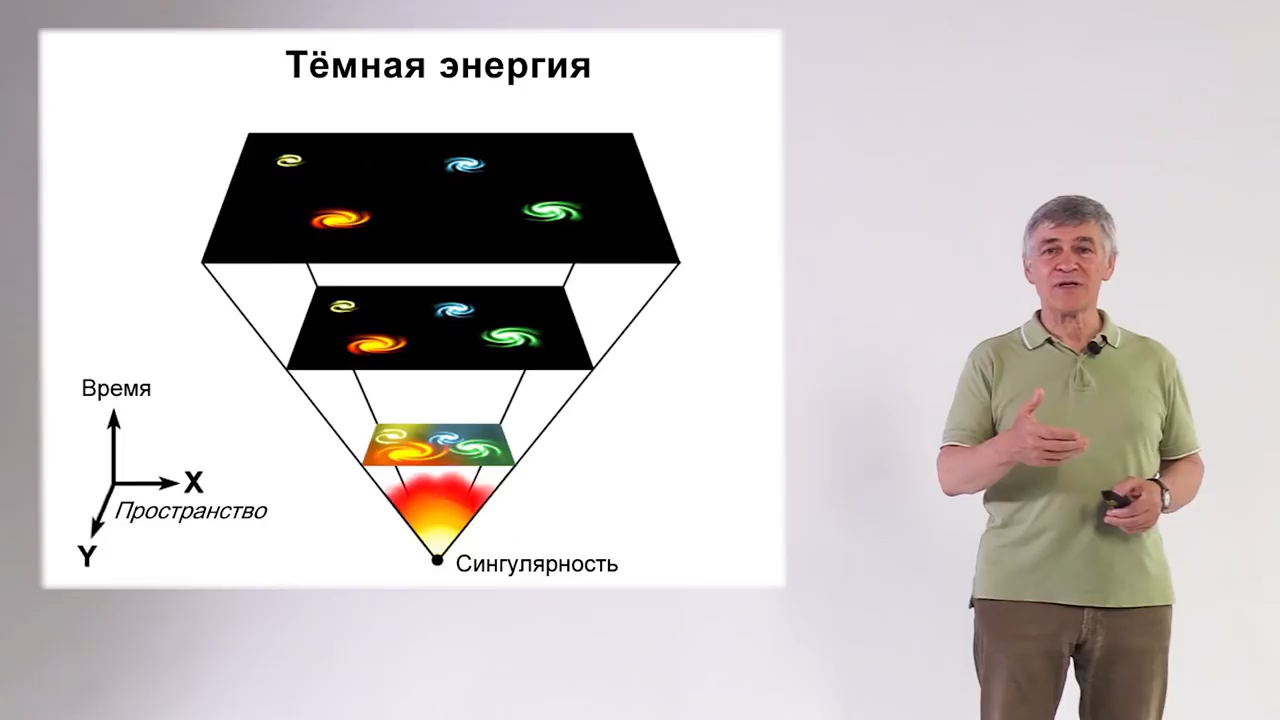 Тёмная энергия
Время
X
Пространство
Y
Сингулярность